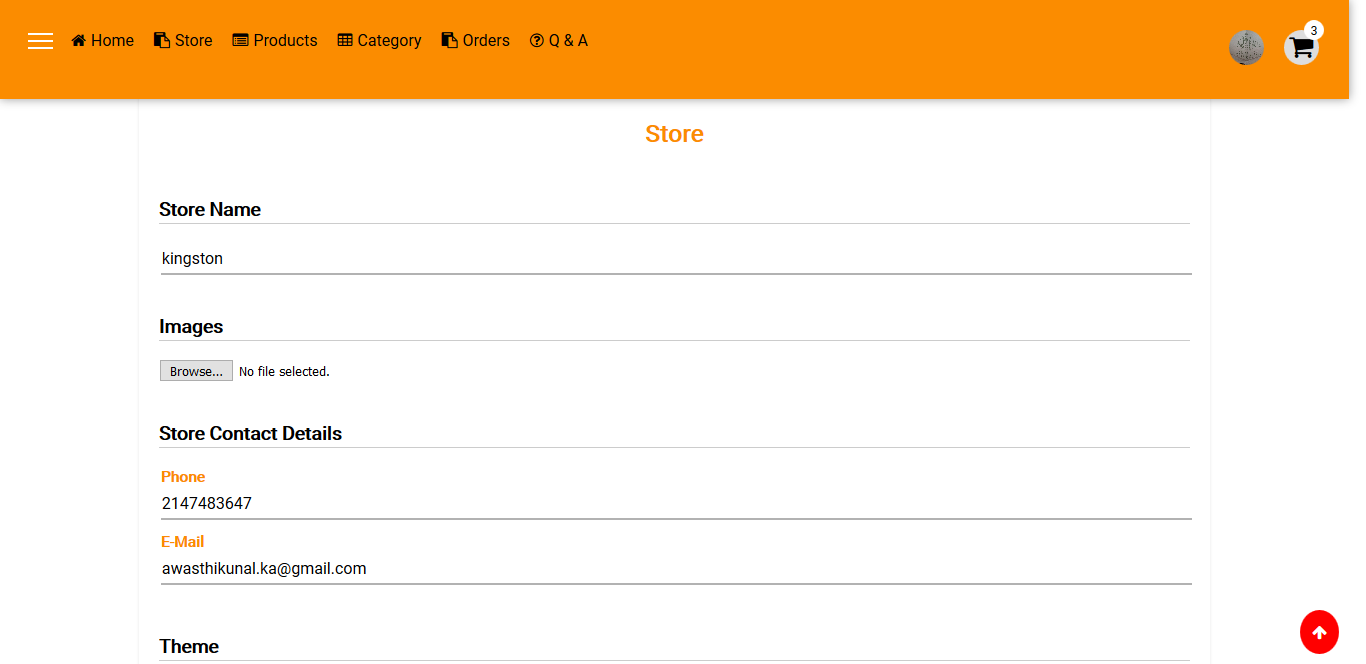 Home Store Products Category Orders Q & A 3
Store
Store Name
kingston
Images
Browse... No file selected.
Store Contact Details
Phone
2147483647
E-Mail
awasthikunal.ka@gmail.com
Theme